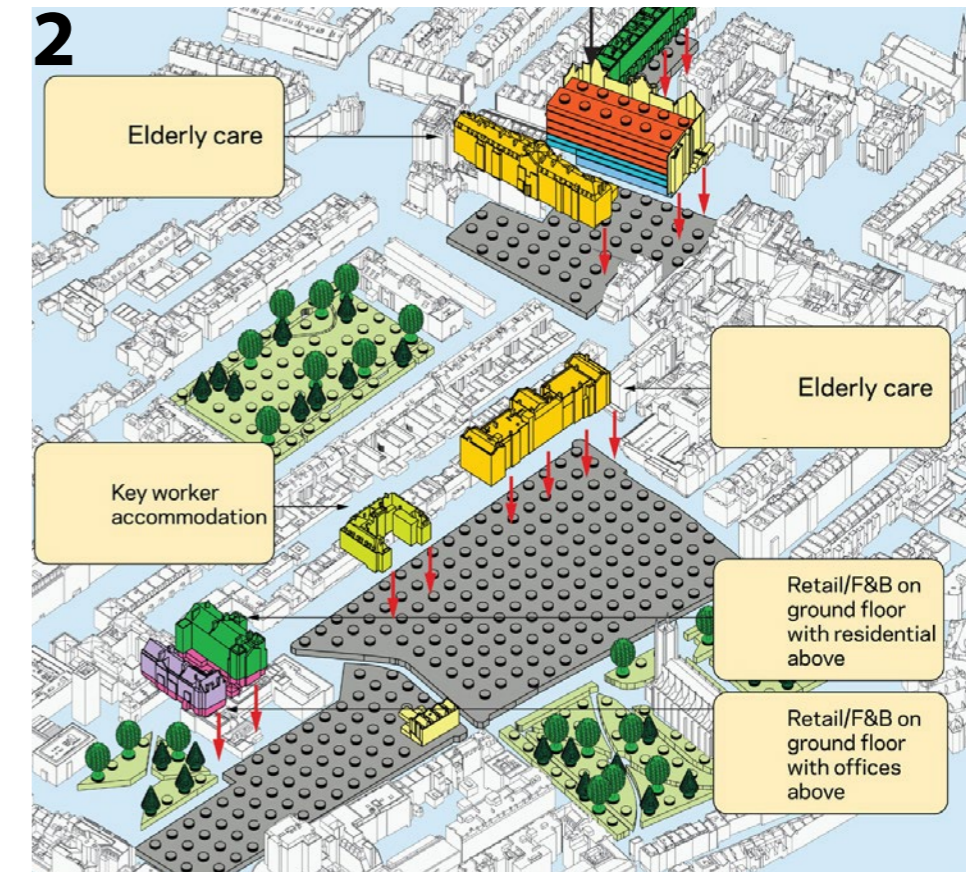 2
Elderly care
Elderly care
Key worker
accommodation
Retail/F&B on
ground floor
with residential
above
Retail/F&B on
ground floor
with offices
above